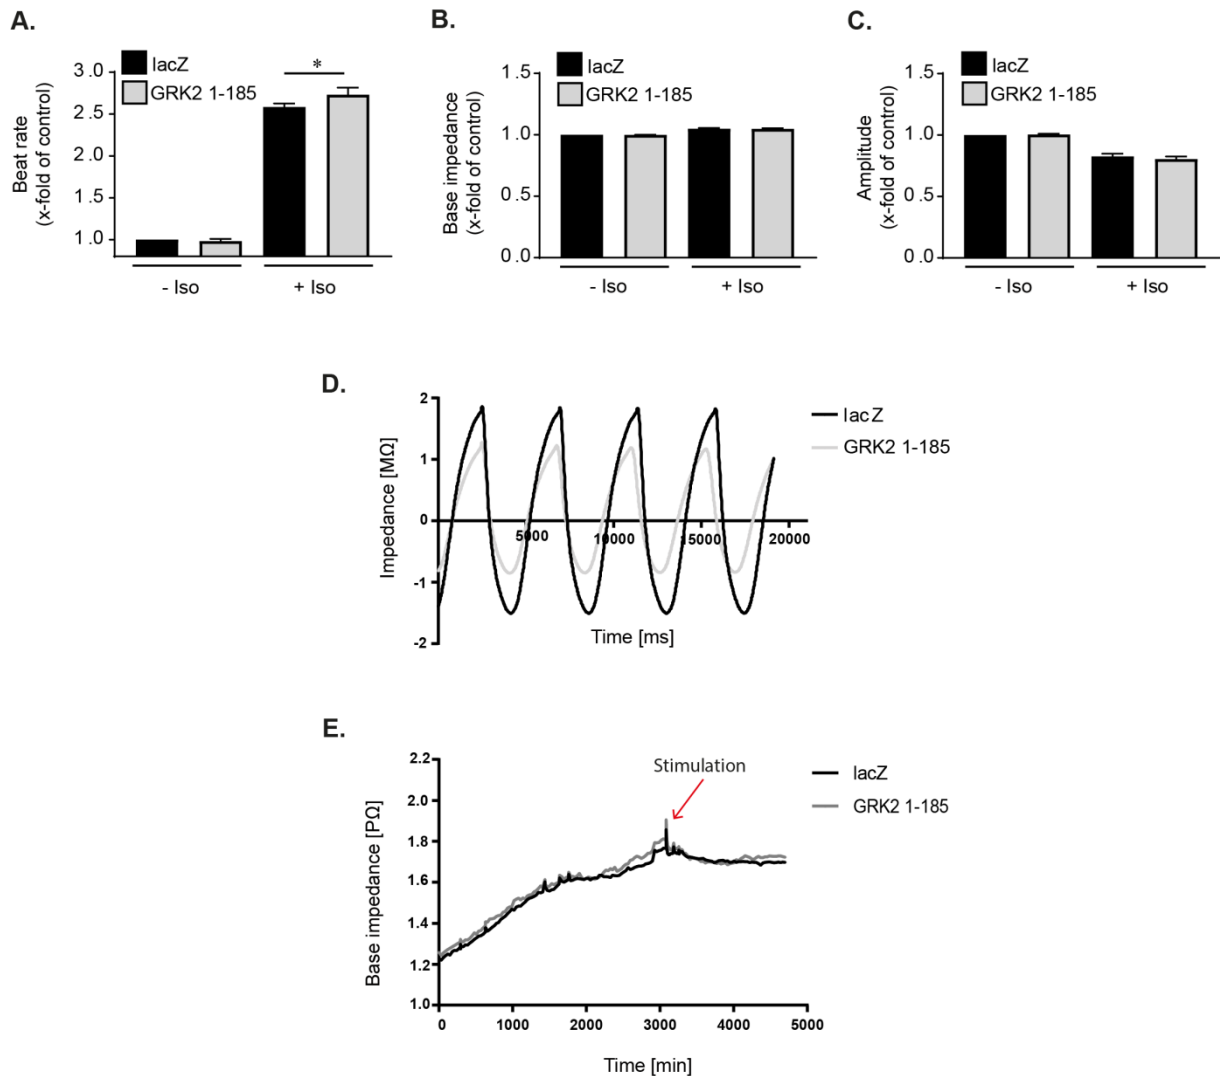 A.
lacZ
GRK2 1-185
Beat rate
(x-fold of control)
3.0
2.5
2.0
1.5
1.0
*
- Iso
+ Iso
B.
lacZ
GRK2 1-185
Base impedance
(x-fold of control)
1.5
1.0
0.5
0.0
- Iso
+ Iso
C.
lacZ
GRK2 1-185
Amplitude
(x-fold of control)
1.5
1.0
0.5
0.0
- Iso
+ Iso
D.
Impedance [MΩ]
2
1
0
-1
-2
5000
10000
15000
20000
Time [ms]
lacZ
GRK2 1-185
E.
Base impedance [PΩ]
2.2
2.0
1.8
1.6
1.4
1.2
1.0
Stimulation
lacZ
GRK2 1-185
0
1000
2000
3000
4000
5000
Time [min]